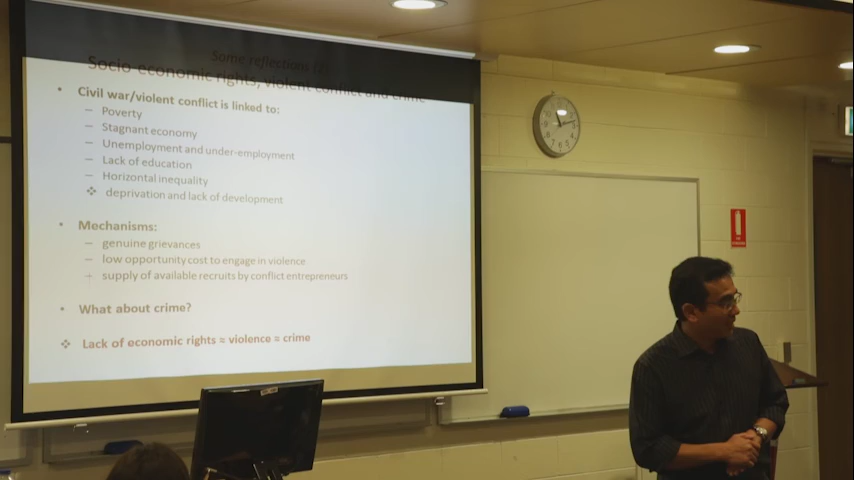 Some reflections
Socio-economic rights, violent conflict and crime
• Civil war/violent conflict is linked to:
– Poverty
– Stagnant economy
– Unemployment and under-employment
– Lack of education
– Horizontal inequality
❖ deprivation and lack of development
• Mechanisms:
– genuine grievances
– low opportunity cost to engage in violence
– supply of available recruits by conflict entrepreneurs
• What about crime?
❖ Lack of economic rights = violence = crime